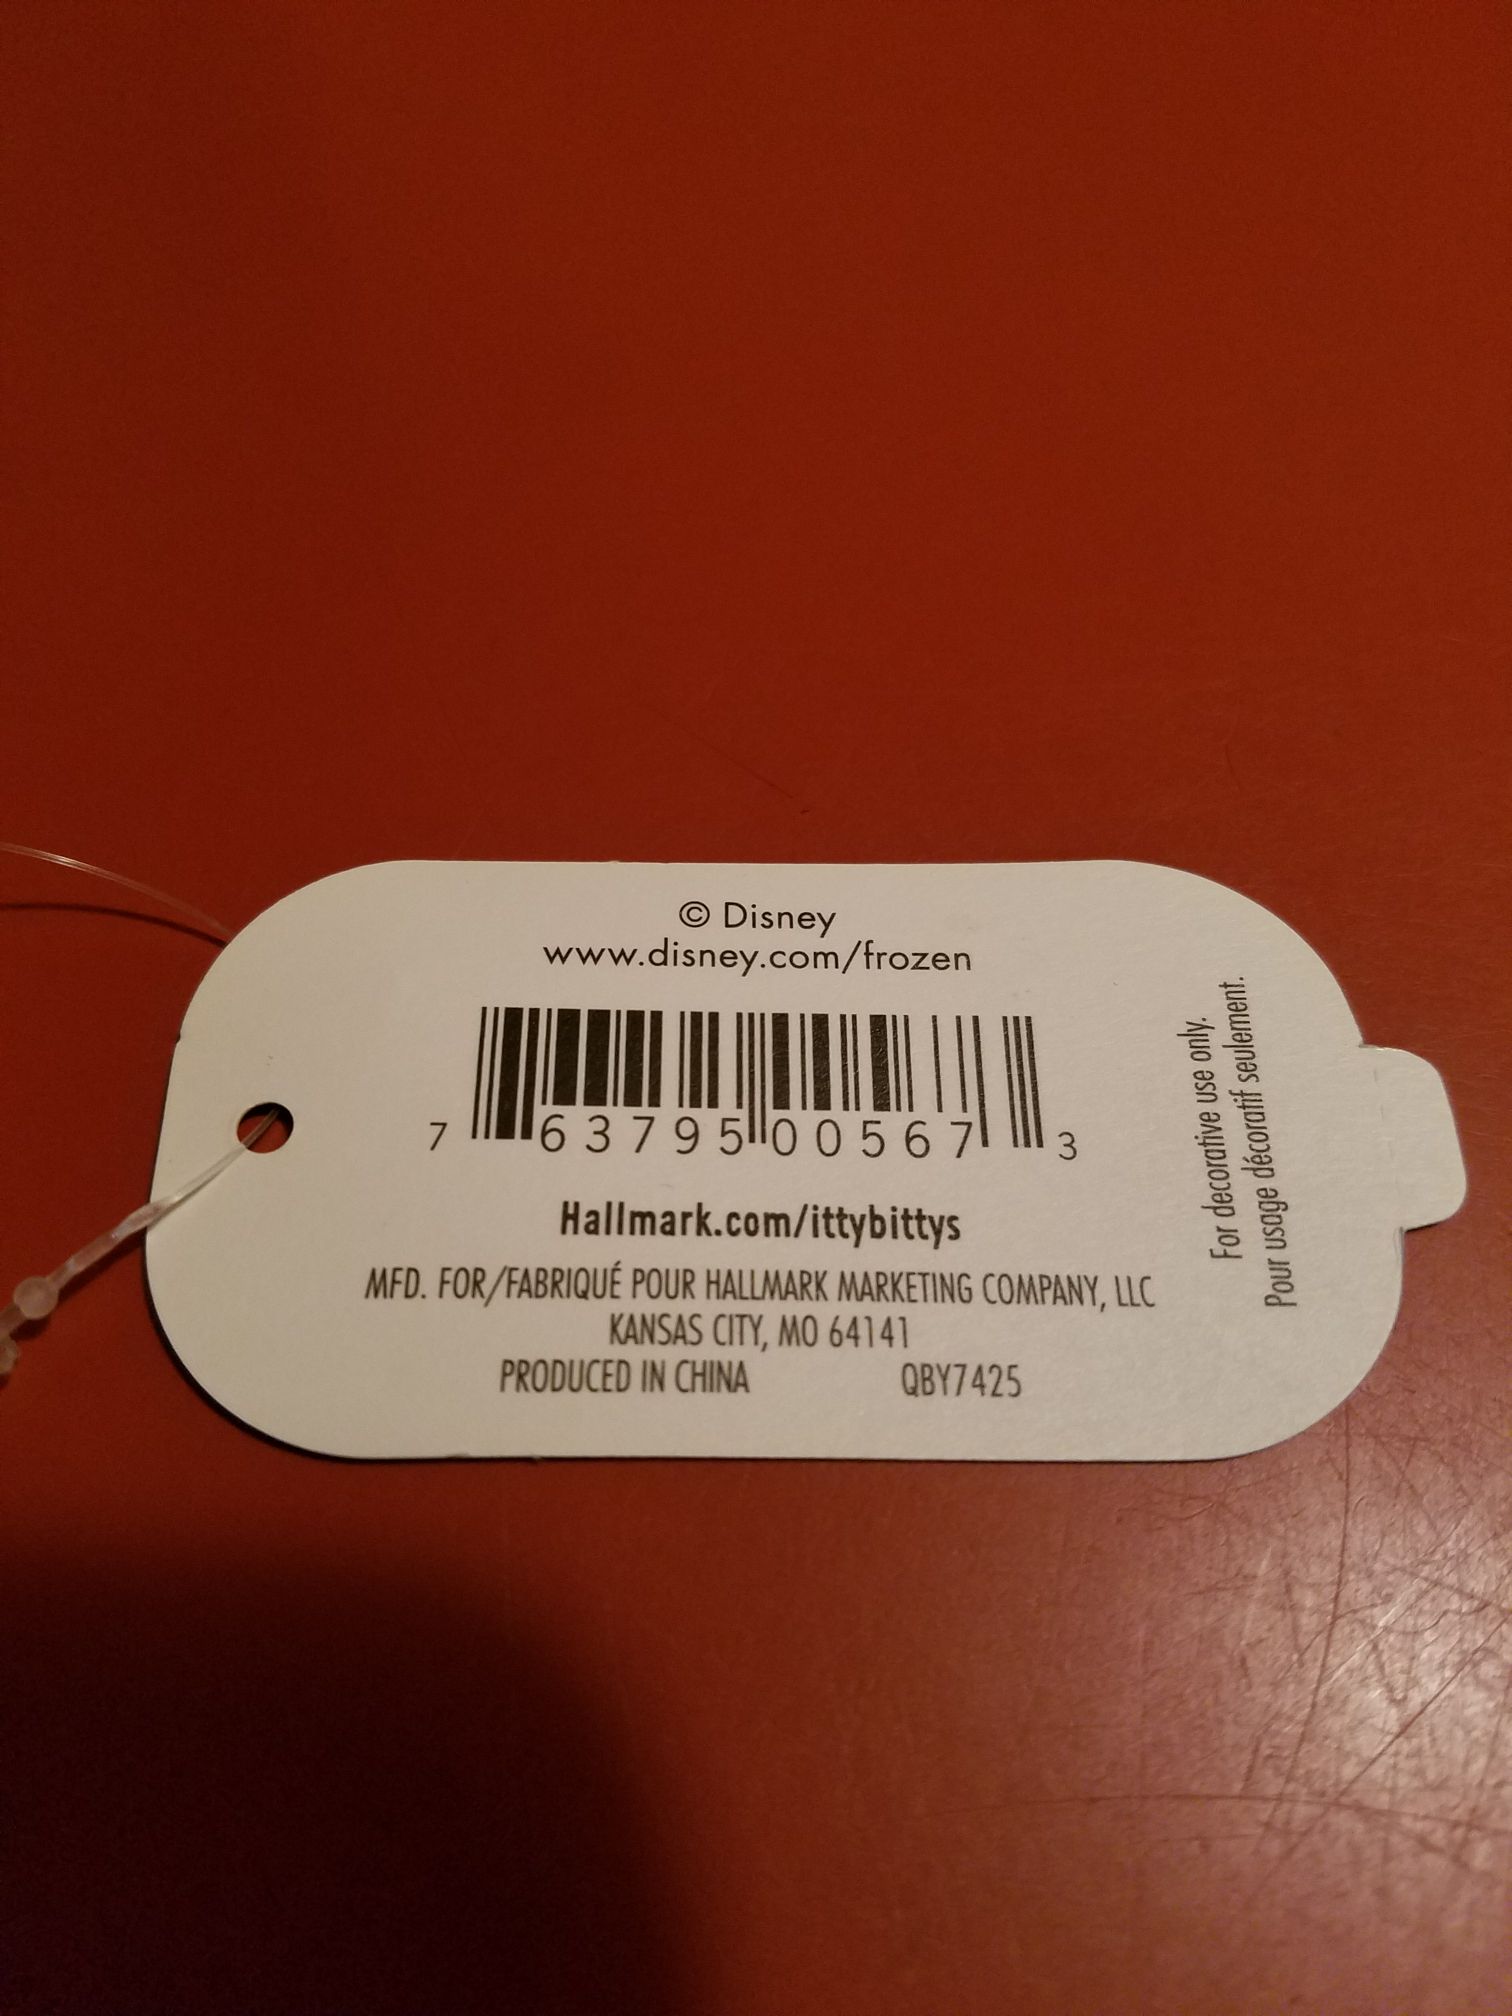 © Disney
www.disney.com/frozen
7 63795 00567 3
Hallmark.com/ittybittys
MFD. FOR/FABRIQUÉ POUR HALLMARK MARKETING COMPANY, LLC
KANSAS CITY, MO 64141
PRODUCED IN CHINA QBY7425
For decorative use only.
Pour usage décoratif seulement.